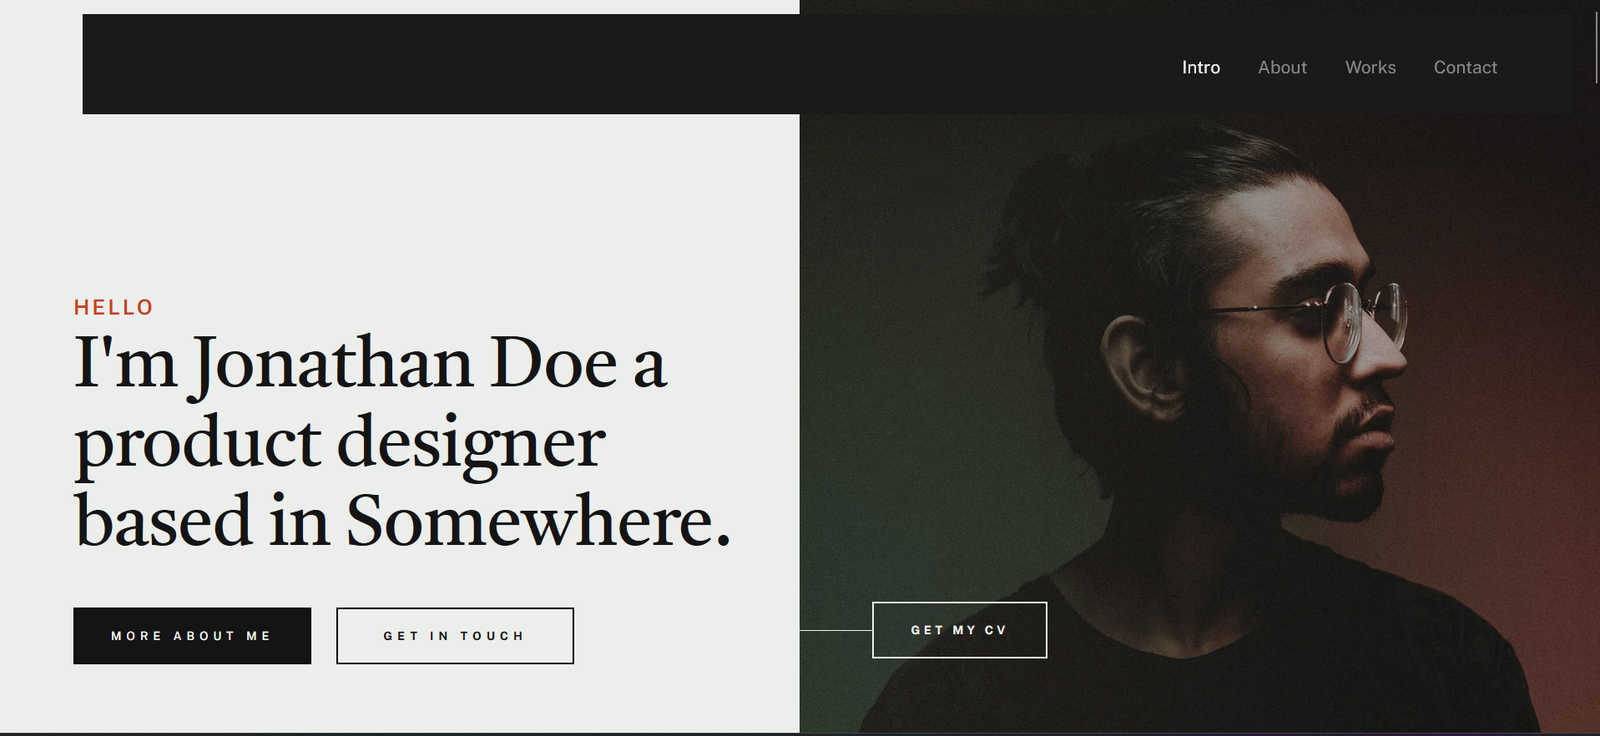 Intro About Works Contact
HELLO
I'm Jonathan Doe a
product designer
based in Somewhere.
MORE ABOUT ME
GET IN TOUCH
GET MY CV